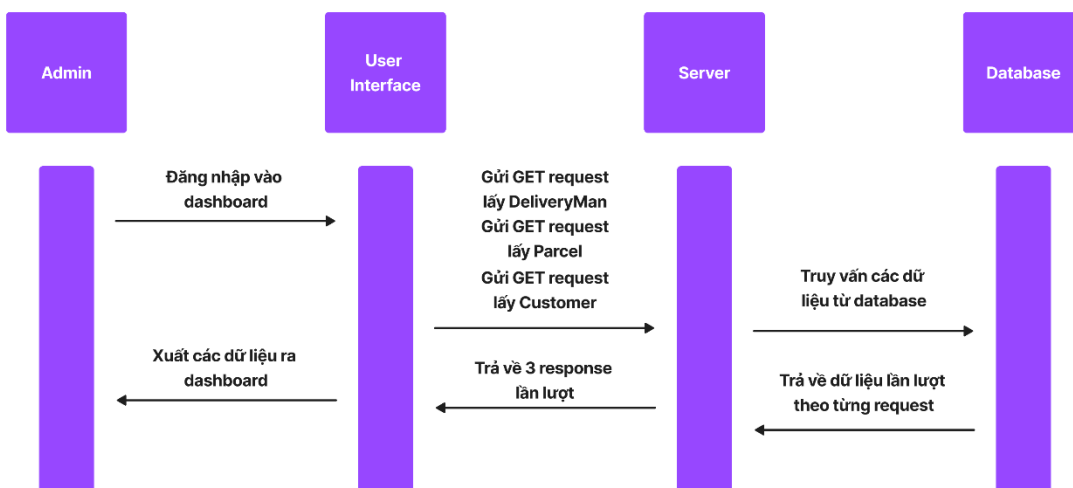 Admin
User
Interface
Server
Database
Đăng nhập vào
dashboard
Gửi GET request
lấy DeliveryMan
Gửi GET request
lấy Parcel
Gửi GET request
lấy Customer
Truy vấn các dữ
liệu từ database
Xuất các dữ liệu ra
dashboard
Trả về 3 response
lần lượt
Trả về dữ liệu lần lượt
theo từng request